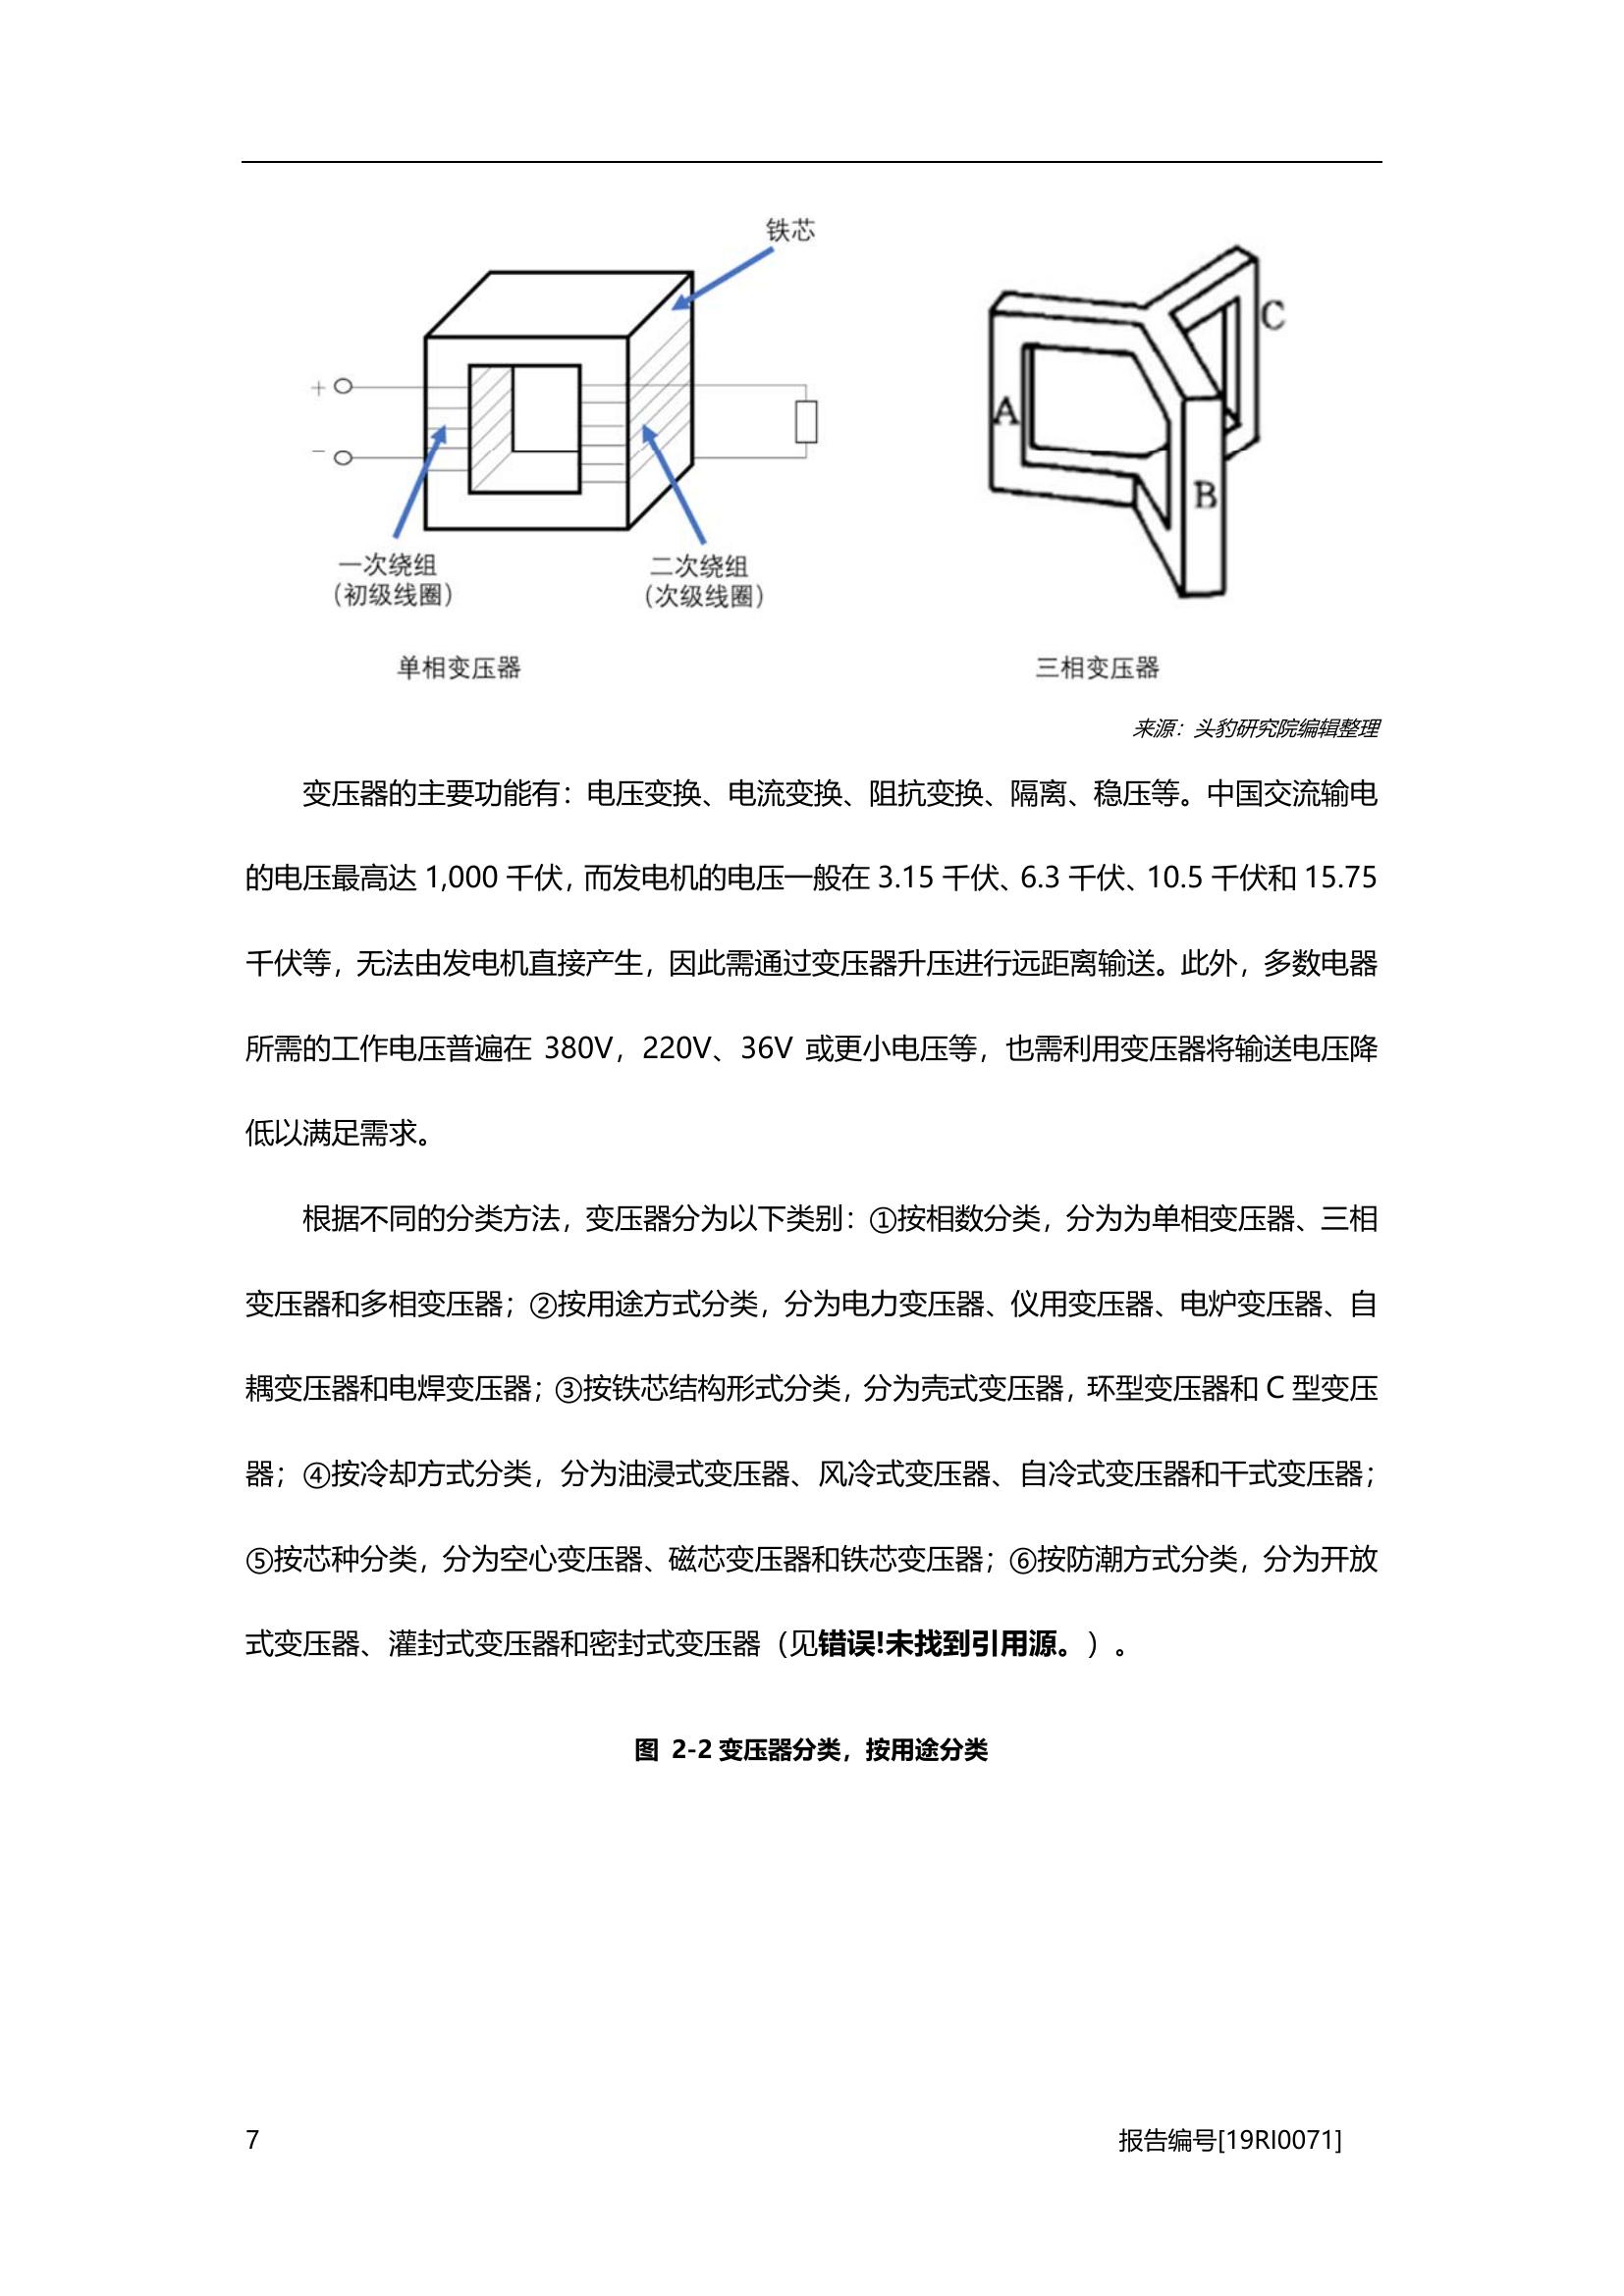 铁芯
C
+
A
−
B
一次绕组
（初级线圈）
二次绕组
（次级线圈）
单相变压器
三相变压器
来源：头豹研究院编辑整理
变压器的主要功能有：电压变换、电流变换、阻抗变换、隔离、稳压等。中国交流输电
的电压最高达 1,000 千伏，而发电机的电压一般在 3.15 千伏、6.3 千伏、10.5 千伏和 15.75
千伏等，无法由发电机直接产生，因此需通过变压器升压进行远距离输送。此外，多数电器
所需的工作电压普遍在 380V，220V、36V 或更小电压等，也需利用变压器将输送电压降
低以满足需求。
根据不同的分类方法，变压器分为以下类别：①按相数分类，分为为单相变压器、三相
变压器和多相变压器；②按用途方式分类，分为电力变压器、仪用变压器、电炉变压器、自
耦变压器和电焊变压器；③按铁芯结构形式分类，分为壳式变压器，环型变压器和 C 型变压
器；④按冷却方式分类，分为油浸式变压器、风冷式变压器、自冷式变压器和干式变压器；
⑤按芯种分类，分为空心变压器、磁芯变压器和铁芯变压器；⑥按防潮方式分类，分为开放
式变压器、灌封式变压器和密封式变压器（见错误!未找到引用源。）。
图 2-2 变压器分类，按用途分类
7
报告编号[19RI0071]